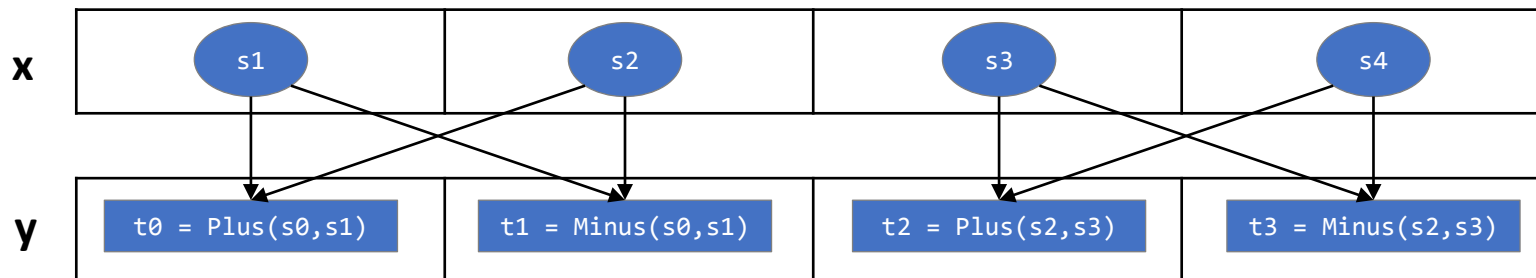 x s1 s2 s3 s4
y t0 = Plus(s0,s1) t1 = Minus(s0,s1) t2 = Plus(s2,s3) t3 = Minus(s2,s3)